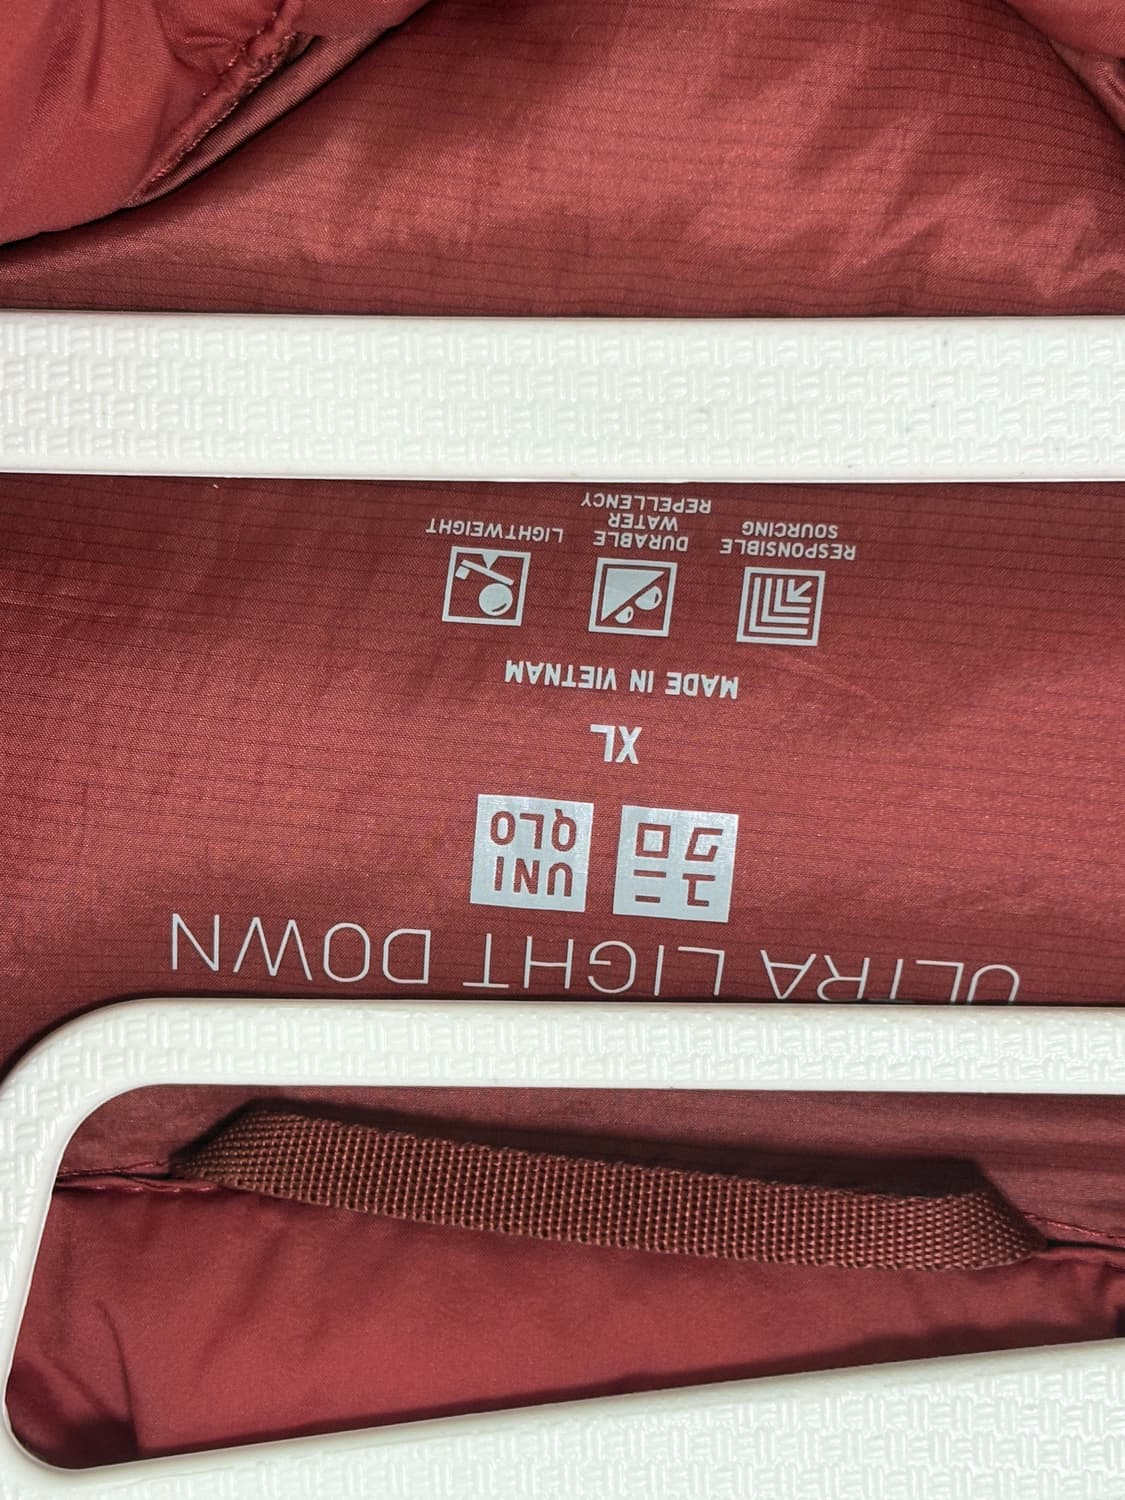 ULTRA LIGHT DOWN
ユニ
クロ
UNI
QLO
XL
MADE IN VIETNAM
RESPONSIBLE
SOURCING
DURABLE
WATER
REPELLENCY
LIGHTWEIGHT